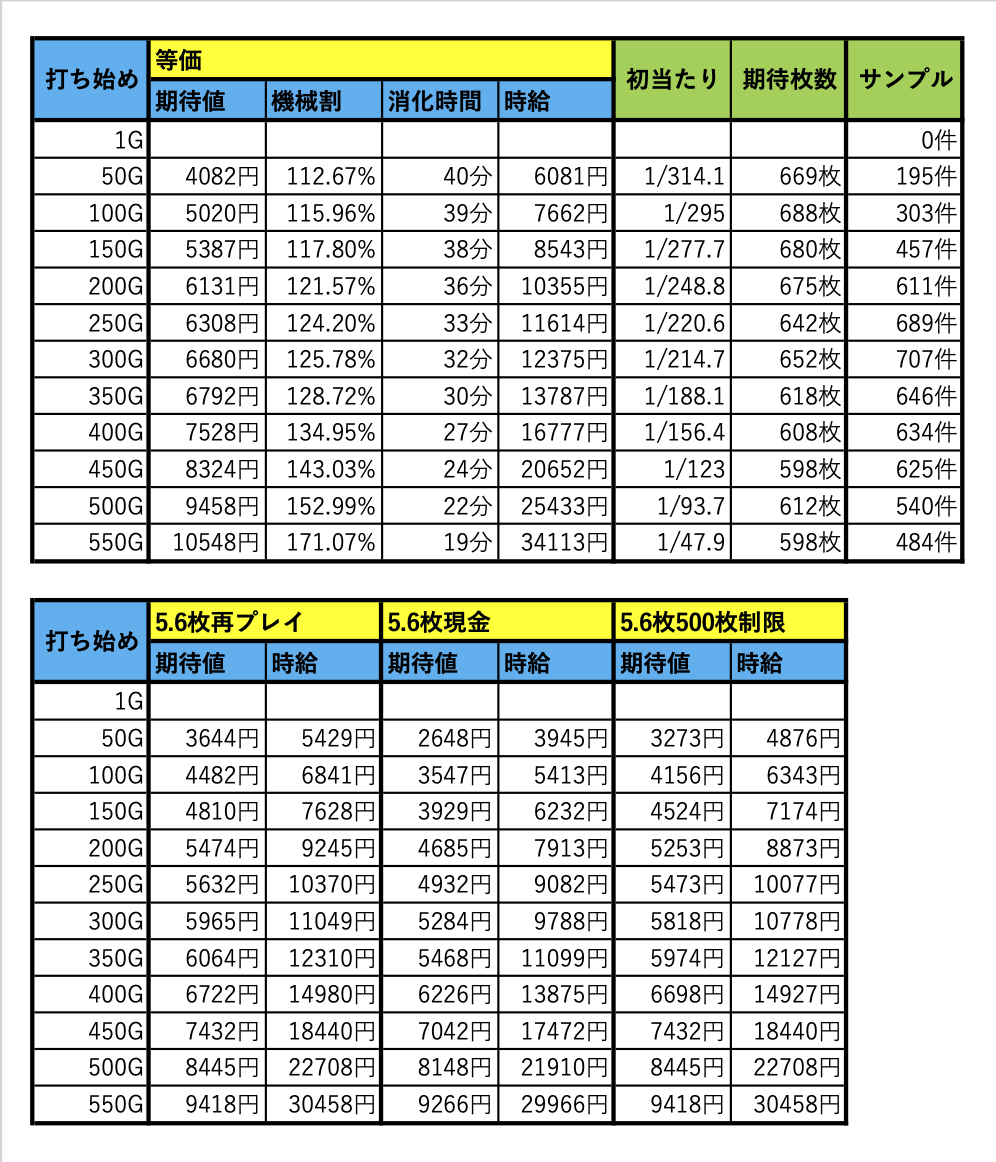 打ち始め 等価 初当たり 期待枚数 サンプル
期待値 機械割 消化時間 時給
1G 0件
50G 4082円 112.67% 40分 6081円 1/314.1 669枚 195件
100G 5020円 115.96% 39分 7662円 1/295 688枚 303件
150G 5387円 117.80% 38分 8543円 1/277.7 680枚 457件
200G 6131円 121.57% 36分 10355円 1/248.8 675枚 611件
250G 6308円 124.20% 33分 11614円 1/220.6 642枚 689件
300G 6680円 125.78% 32分 12375円 1/214.7 652枚 707件
350G 6792円 128.72% 30分 13787円 1/188.1 618枚 646件
400G 7528円 134.95% 27分 16777円 1/156.4 608枚 634件
450G 8324円 143.03% 24分 20652円 1/123 598枚 625件
500G 9458円 152.99% 22分 25433円 1/93.7 612枚 540件
550G 10548円 171.07% 19分 34113円 1/47.9 598枚 484件
打ち始め 5.6枚再プレイ 5.6枚現金 5.6枚500枚制限
期待値 時給 期待値 時給 期待値 時給
1G
50G 3644円 5429円 2648円 3945円 3273円 4876円
100G 4482円 6841円 3547円 5413円 4156円 6343円
150G 4810円 7628円 3929円 6232円 4524円 7174円
200G 5474円 9245円 4685円 7913円 5253円 8873円
250G 5632円 10370円 4932円 9082円 5473円 10077円
300G 5965円 11049円 5284円 9788円 5818円 10778円
350G 6064円 12310円 5468円 11099円 5974円 12127円
400G 6722円 14980円 6226円 13875円 6698円 14927円
450G 7432円 18440円 7042円 17472円 7432円 18440円
500G 8445円 22708円 8148円 21910円 8445円 22708円
550G 9418円 30458円 9266円 29966円 9418円 30458円